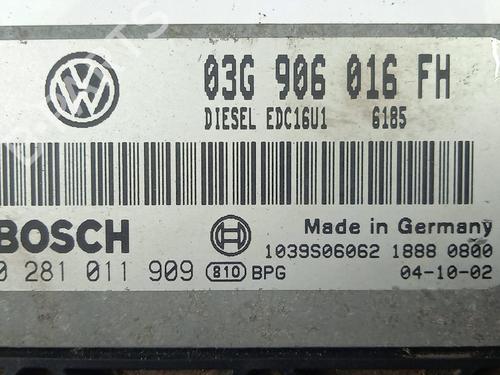 03G 906 016 FH
DIESEL EDC16U1 6185
BOSCH
Made in Germany
1039S06062 1888 0800
0 281 011 909 810 BPG 04-10-02